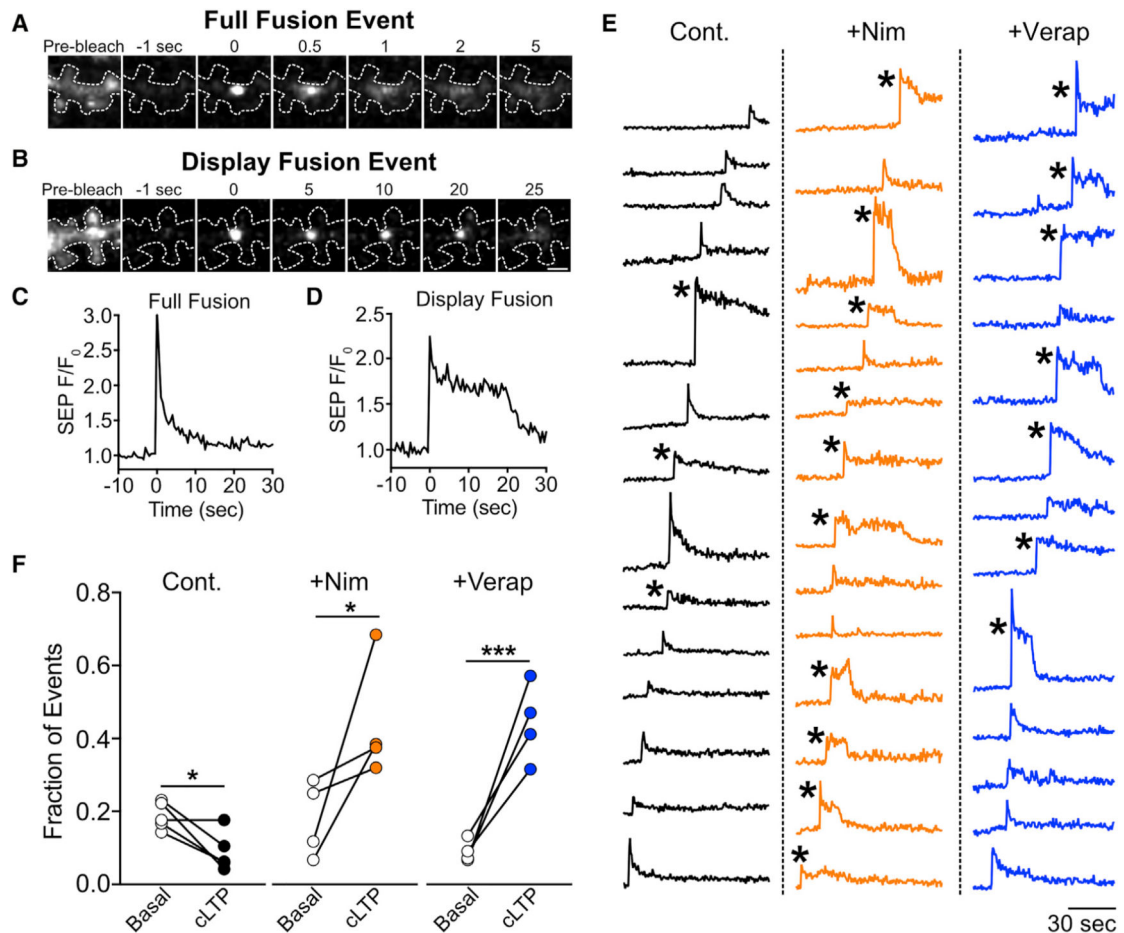 A
Full Fusion Event
Pre-bleach -1 sec 0 0.5 1 2 5
B
Display Fusion Event
Pre-bleach -1 sec 0 5 10 20 25
C
Full Fusion
SEP F/F0
3.0
2.5
2.0
1.5
1.0
-10 0 10 20 30
Time (sec)
D
Display Fusion
SEP F/F0
2.5
2.0
1.5
1.0
-10 0 10 20 30
Time (sec)
E
Cont. +Nim +Verap
* *
*
*
* *
*
*
* *
* *
* *
*
*
*
*
*
30 sec
F
Cont. +Nim +Verap
Fraction of Events
0.8
0.6
0.4
0.2
0.0
* * ***
Basal cLTP Basal cLTP Basal cLTP